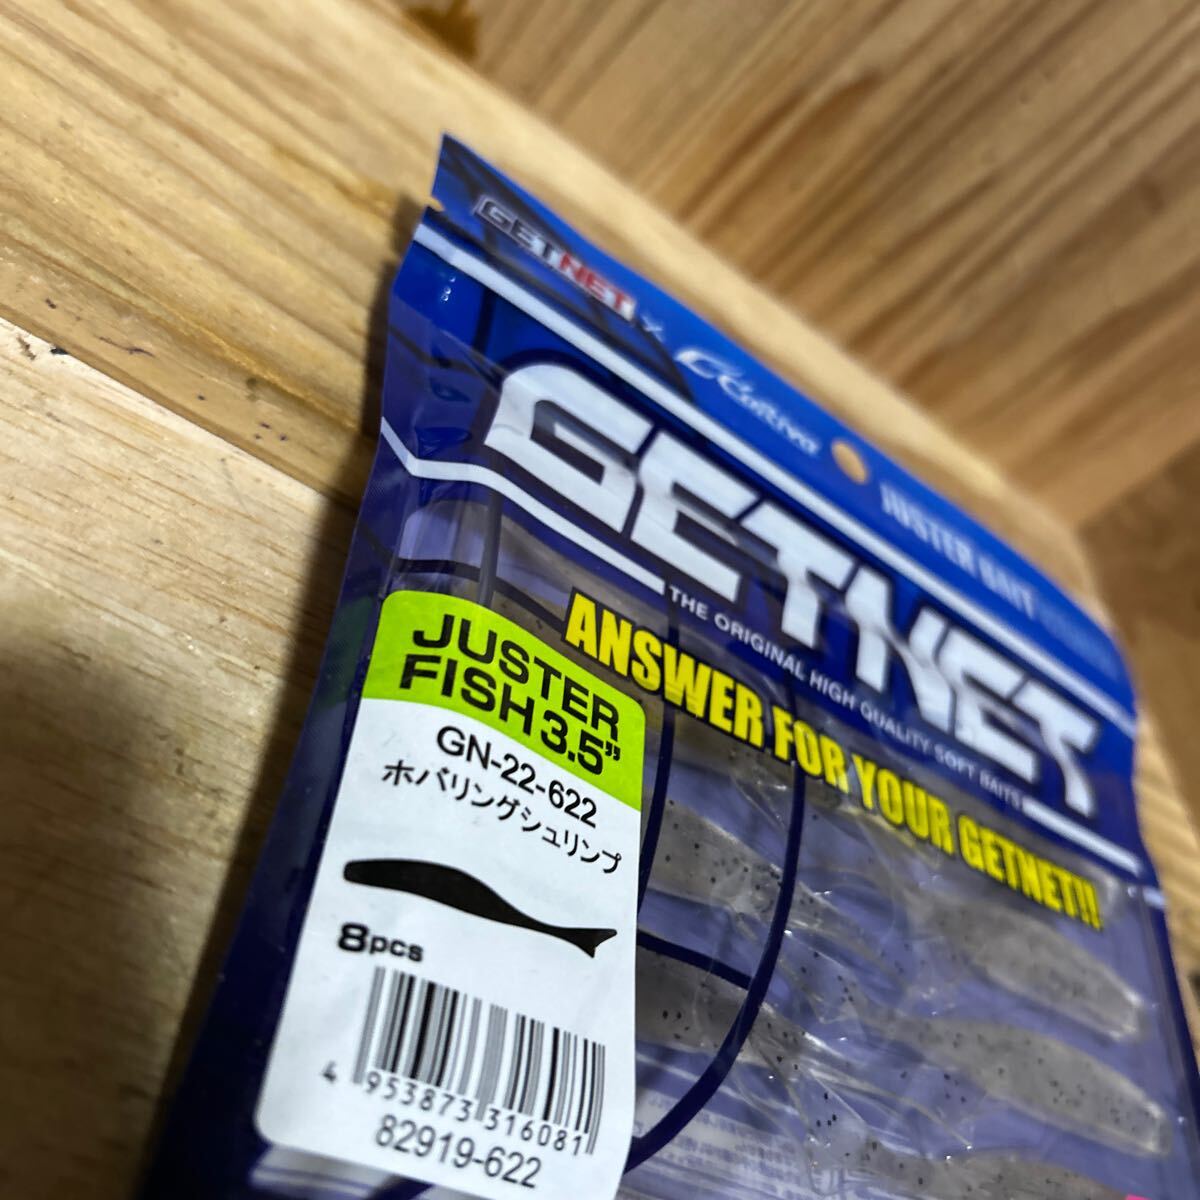 GETNET × C'ultiva
JUSTER BAIT
GETNET
THE ORIGINAL HIGH QUALITY SOFT BAITS
ANSWER FOR YOUR GETNET!!
JUSTER
FISH 3.5"
GN-22-622
ホバリングシュリンプ
8pcs
4 953873 316081
82919-622